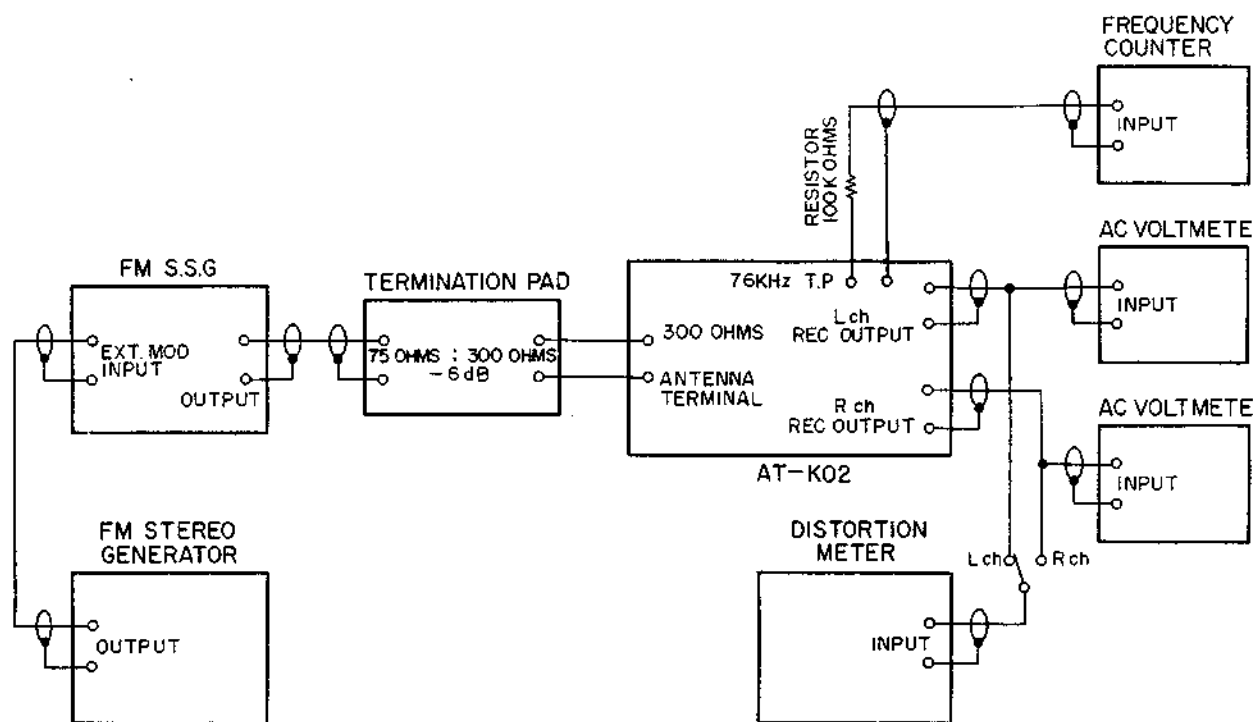 FREQUENCY
COUNTER
INPUT
RESISTOR
100K OHMS
AC VOLTMETE
INPUT
FM S.S.G
EXT. MOD
INPUT
OUTPUT
TERMINATION PAD
75 OHMS : 300 OHMS
-6dB
76KHz T.P
300 OHMS
ANTENNA
TERMINAL
L ch
REC OUTPUT
R ch
REC OUTPUT
AT-K02
AC VOLTMETE
INPUT
FM STEREO
GENERATOR
OUTPUT
DISTORTION
METER
INPUT
L ch
R ch